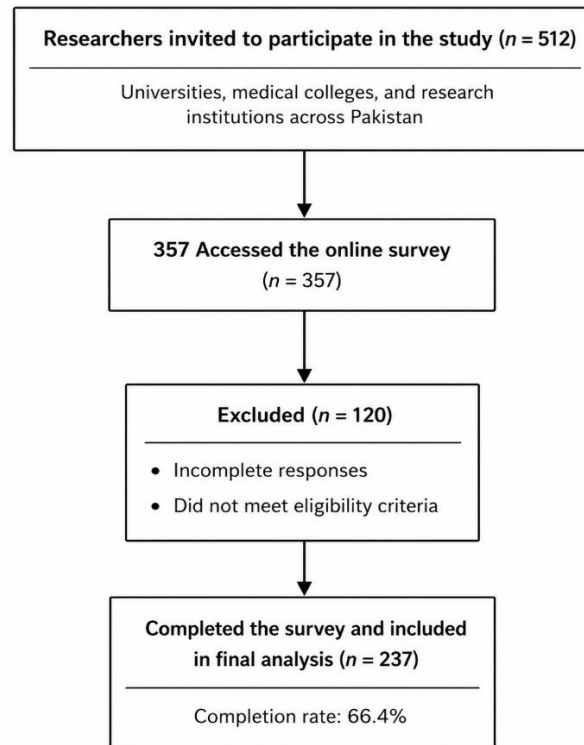 Researchers invited to participate in the study (n = 512)
Universities, medical colleges, and research
institutions across Pakistan
357 Accessed the online survey
(n = 357)
Excluded (n = 120)
• Incomplete responses
• Did not meet eligibility criteria
Completed the survey and included
in final analysis (n = 237)
Completion rate: 66.4%